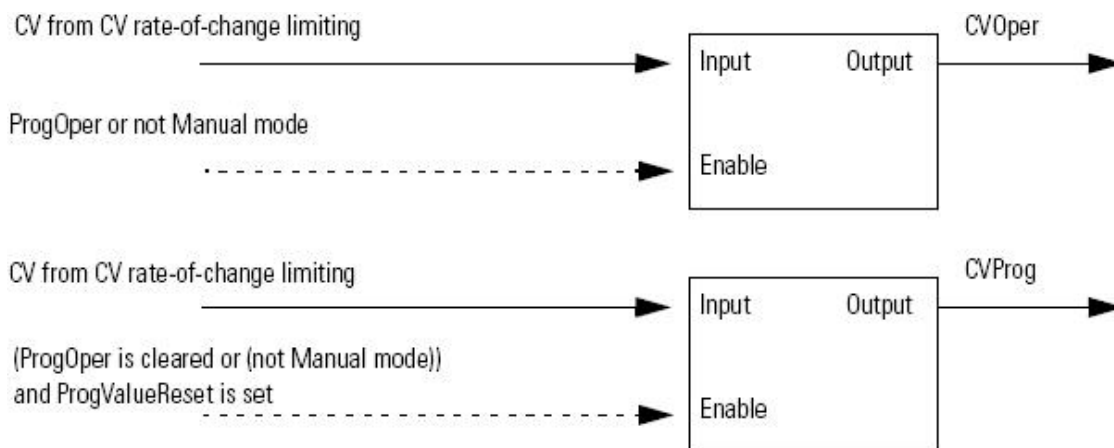 CV from CV rate-of-change limiting
CVOper
Input Output
ProgOper or not Manual mode
Enable
CV from CV rate-of-change limiting
CVProg
Input Output
(ProgOper is cleared or (not Manual mode))
and ProgValueReset is set
Enable